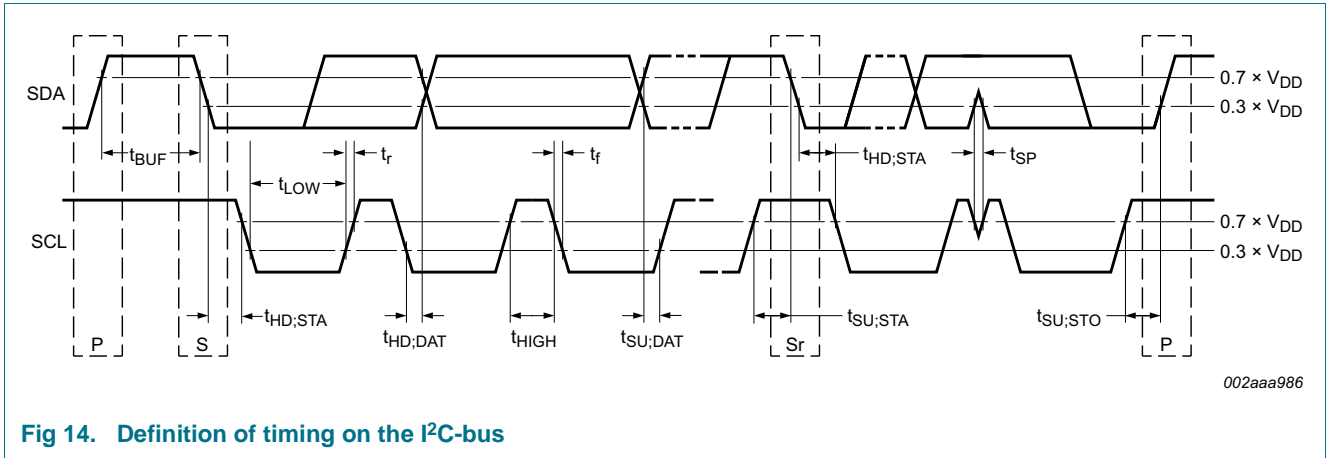 SDA
0.7 × VDD
0.3 × VDD
tBUF
tr
tf
tHD;STA
tSP
tLOW
SCL
0.7 × VDD
0.3 × VDD
tHD;STA
tHD;DAT
tHIGH
tSU;DAT
tSU;STA
tSU;STO
P
S
Sr
P
002aaa986
Fig 14. Definition of timing on the I²C-bus